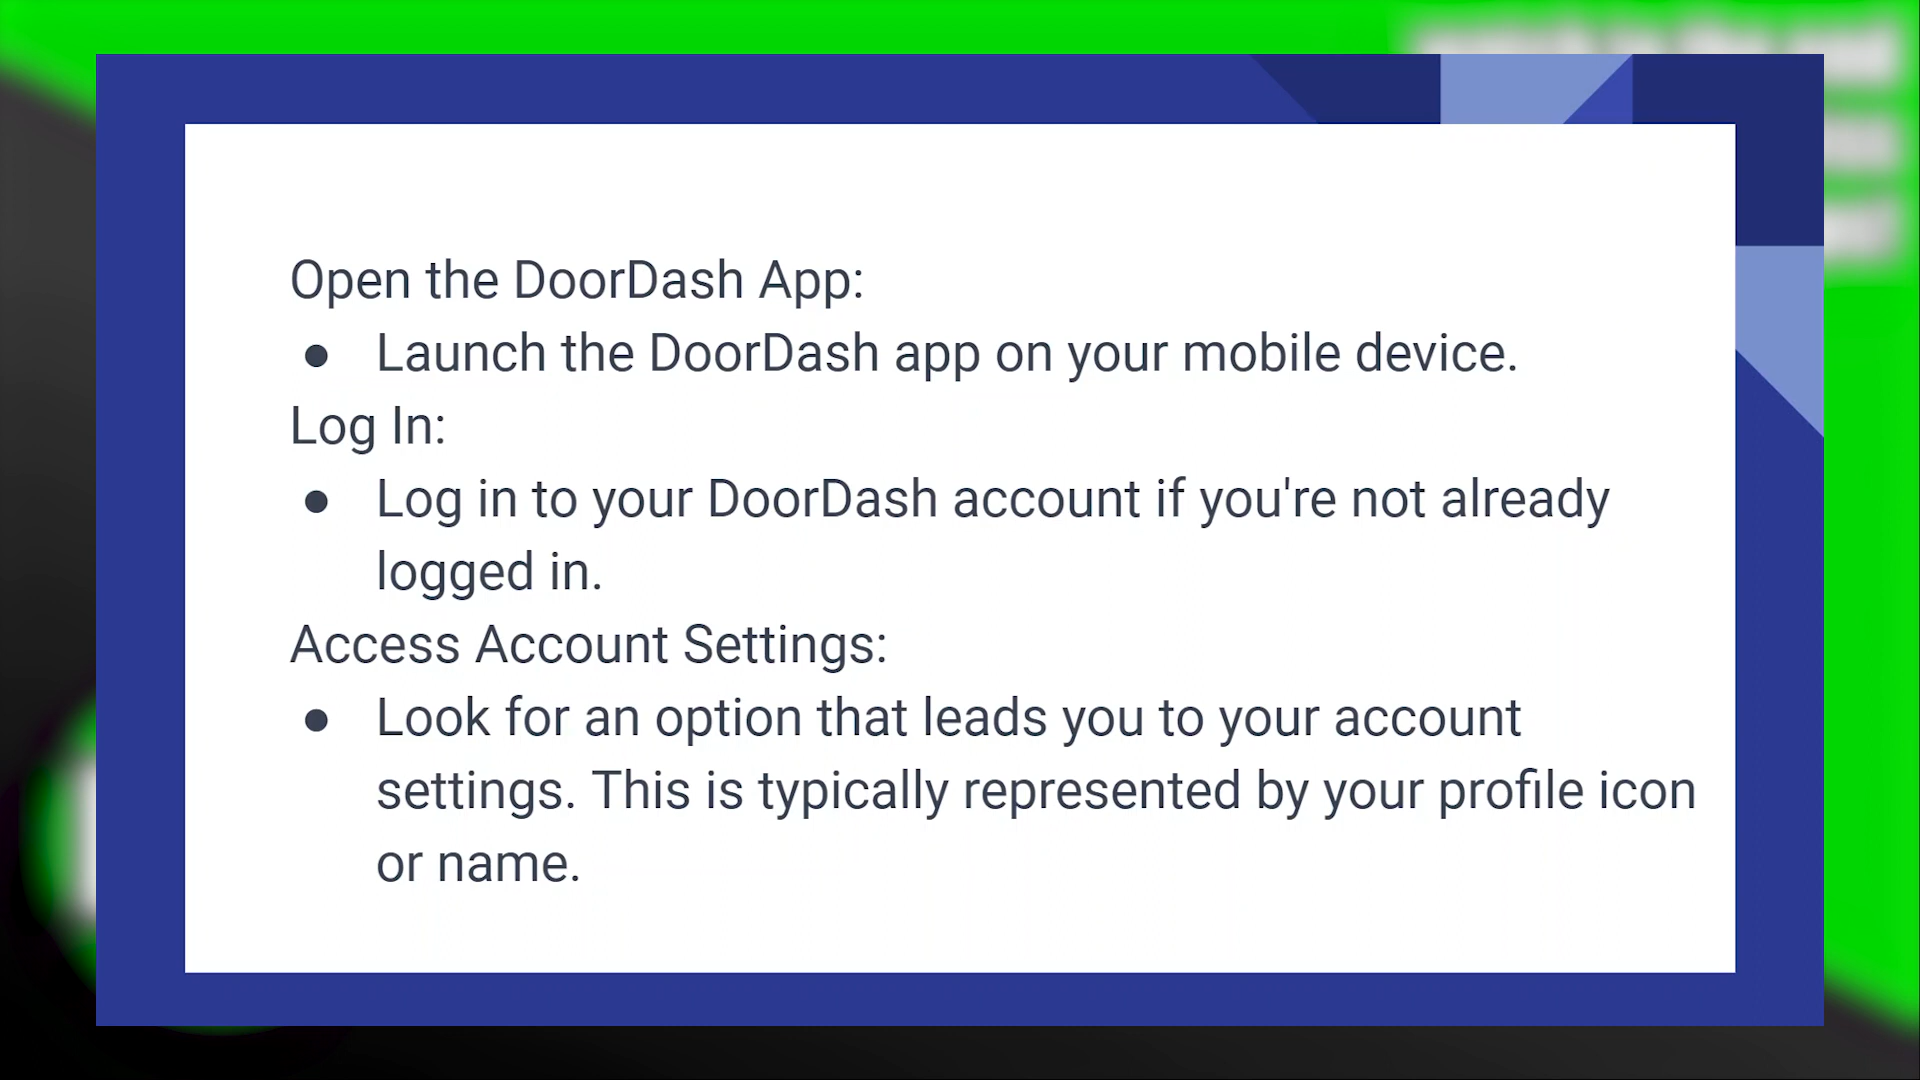 Open the DoorDash App:
● Launch the DoorDash app on your mobile device.
Log In:
● Log in to your DoorDash account if you're not already
logged in.
Access Account Settings:
● Look for an option that leads you to your account
settings. This is typically represented by your profile icon
or name.